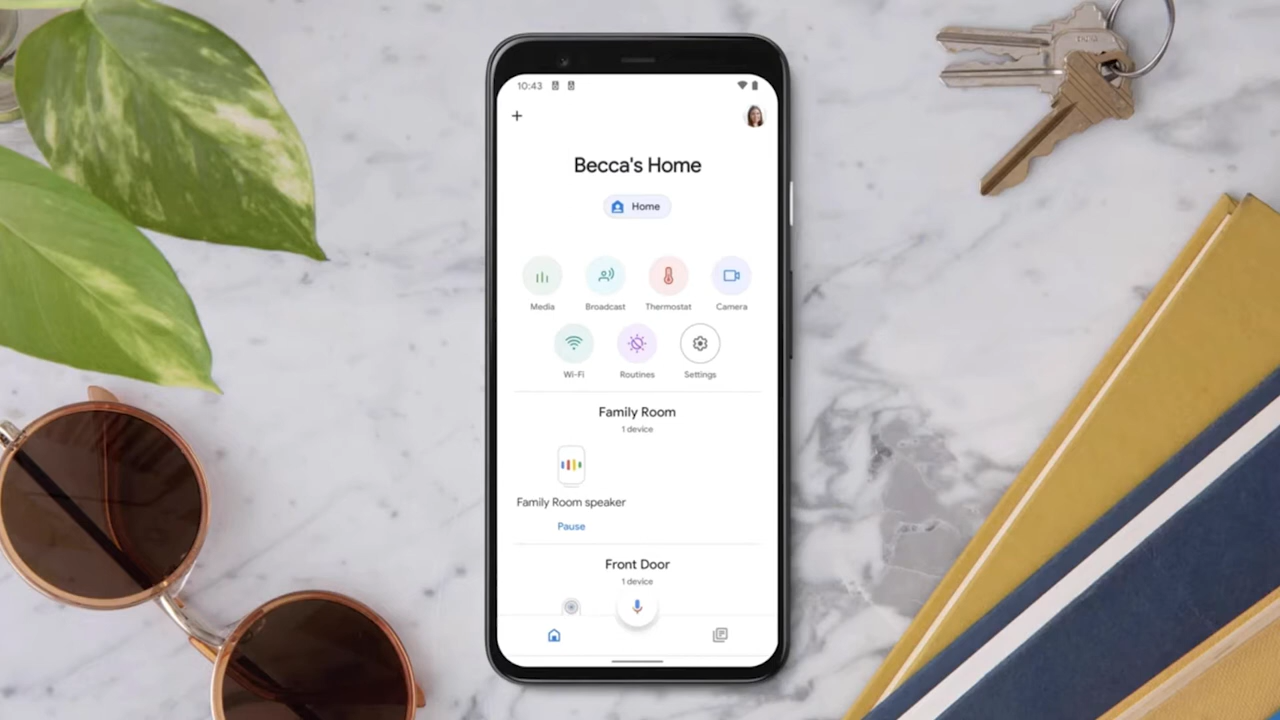 10:43
Becca's Home
Home
Media Broadcast Thermostat Camera
Wi-Fi Routines Settings
Family Room
1 device
Family Room speaker
Pause
Front Door
1 device